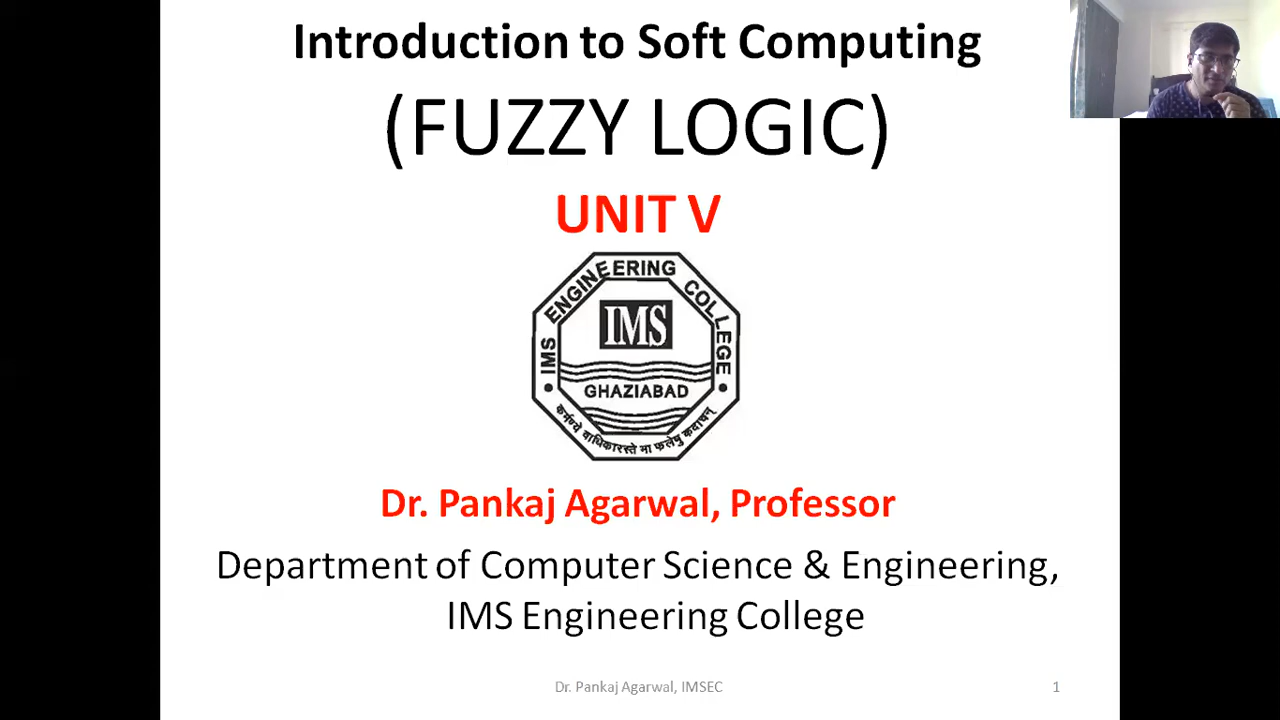 Introduction to Soft Computing
(FUZZY LOGIC)
UNIT V
IMS ENGINEERING COLLEGE
IMS
GHAZIABAD
कर्मण्ये वाधिकारस्ते मा फलेषु कदाचन्
Dr. Pankaj Agarwal, Professor
Department of Computer Science & Engineering,
IMS Engineering College
Dr. Pankaj Agarwal, IMSEC
1